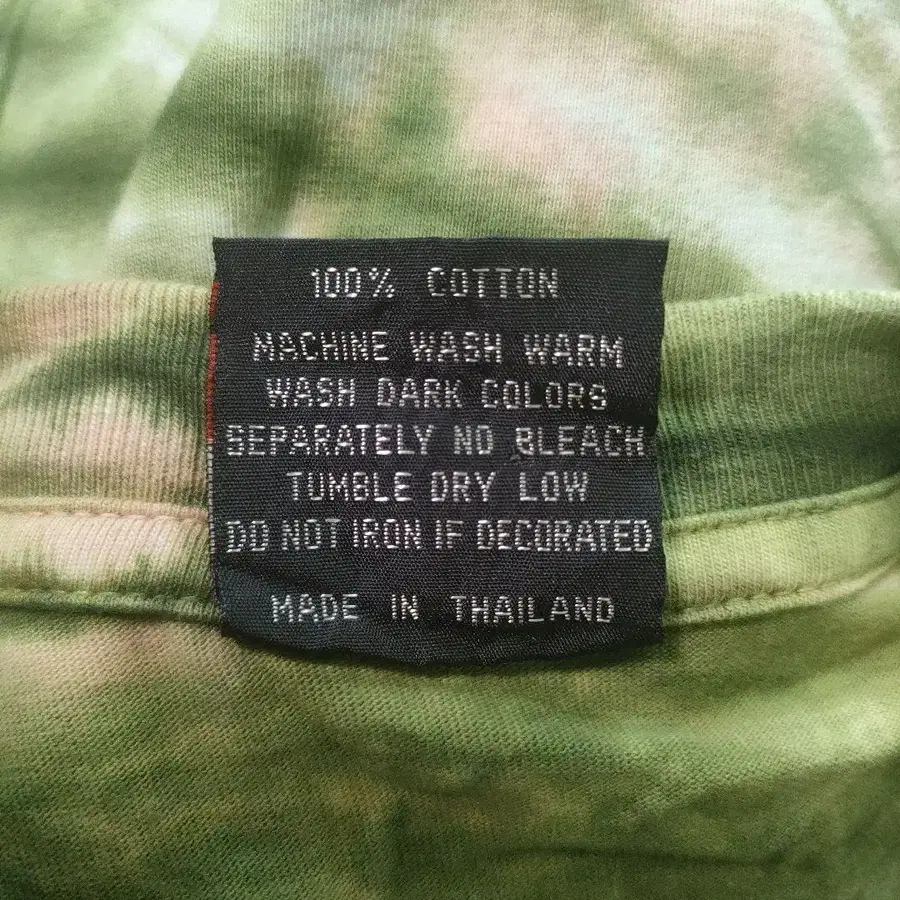 100% COTTON
MACHINE WASH WARM
WASH DARK COLORS
SEPARATELY NO BLEACH
TUMBLE DRY LOW
DO NOT IRON IF DECORATED
MADE IN THAILAND